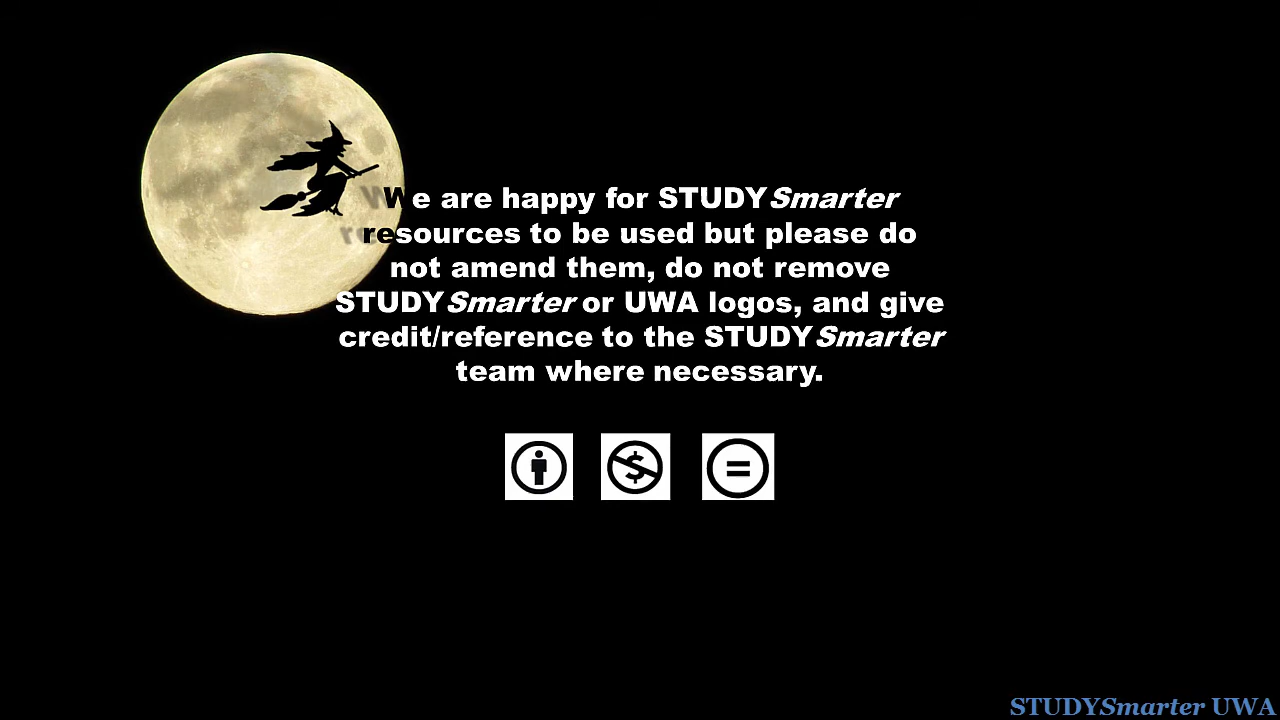 We are happy for STUDYSmarter
resources to be used but please do
not amend them, do not remove
STUDYSmarter or UWA logos, and give
credit/reference to the STUDYSmarter
team where necessary.
STUDYSmarter UWA